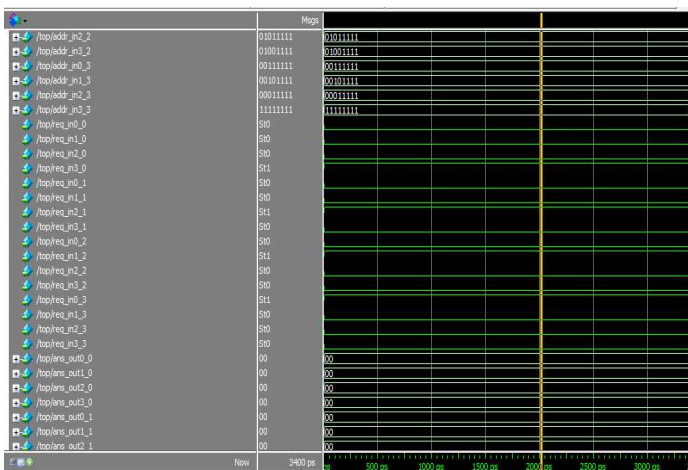 Msgs
/top/addr_in2_2 01011111 01011111
/top/addr_in3_2 01001111 01001111
/top/addr_in0_3 00111111 00111111
/top/addr_in1_3 00101111 00101111
/top/addr_in2_3 00011111 00011111
/top/addr_in3_3 11111111 11111111
/top/req_in0_0 St0
/top/req_in1_0 St0
/top/req_in2_0 St0
/top/req_in3_0 St1
/top/req_in0_1 St0
/top/req_in1_1 St0
/top/req_in2_1 St1
/top/req_in3_1 St0
/top/req_in0_2 St0
/top/req_in1_2 St1
/top/req_in2_2 St0
/top/req_in3_2 St0
/top/req_in0_3 St1
/top/req_in1_3 St0
/top/req_in2_3 St0
/top/req_in3_3 St0
/top/ans_out0_0 00 00
/top/ans_out1_0 00 00
/top/ans_out2_0 00 00
/top/ans_out3_0 00 00
/top/ans_out0_1 00 00
/top/ans_out1_1 00 00
/top/ans_out2_1 00 00
Now 3400 ps ps 500 ps 1000 ps 1500 ps 2000 ps 2500 ps 3000 ps